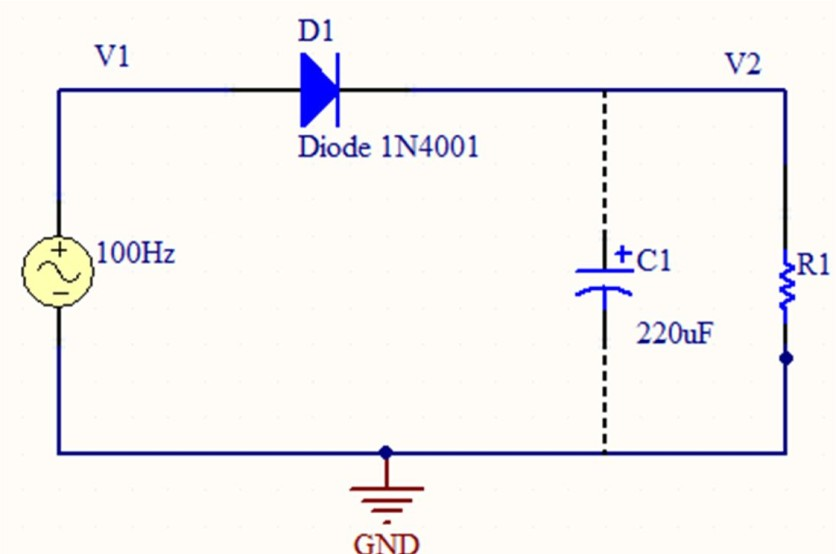 D1
V1
V2
Diode 1N4001
+
100Hz
+
C1
R1
220uF
GND